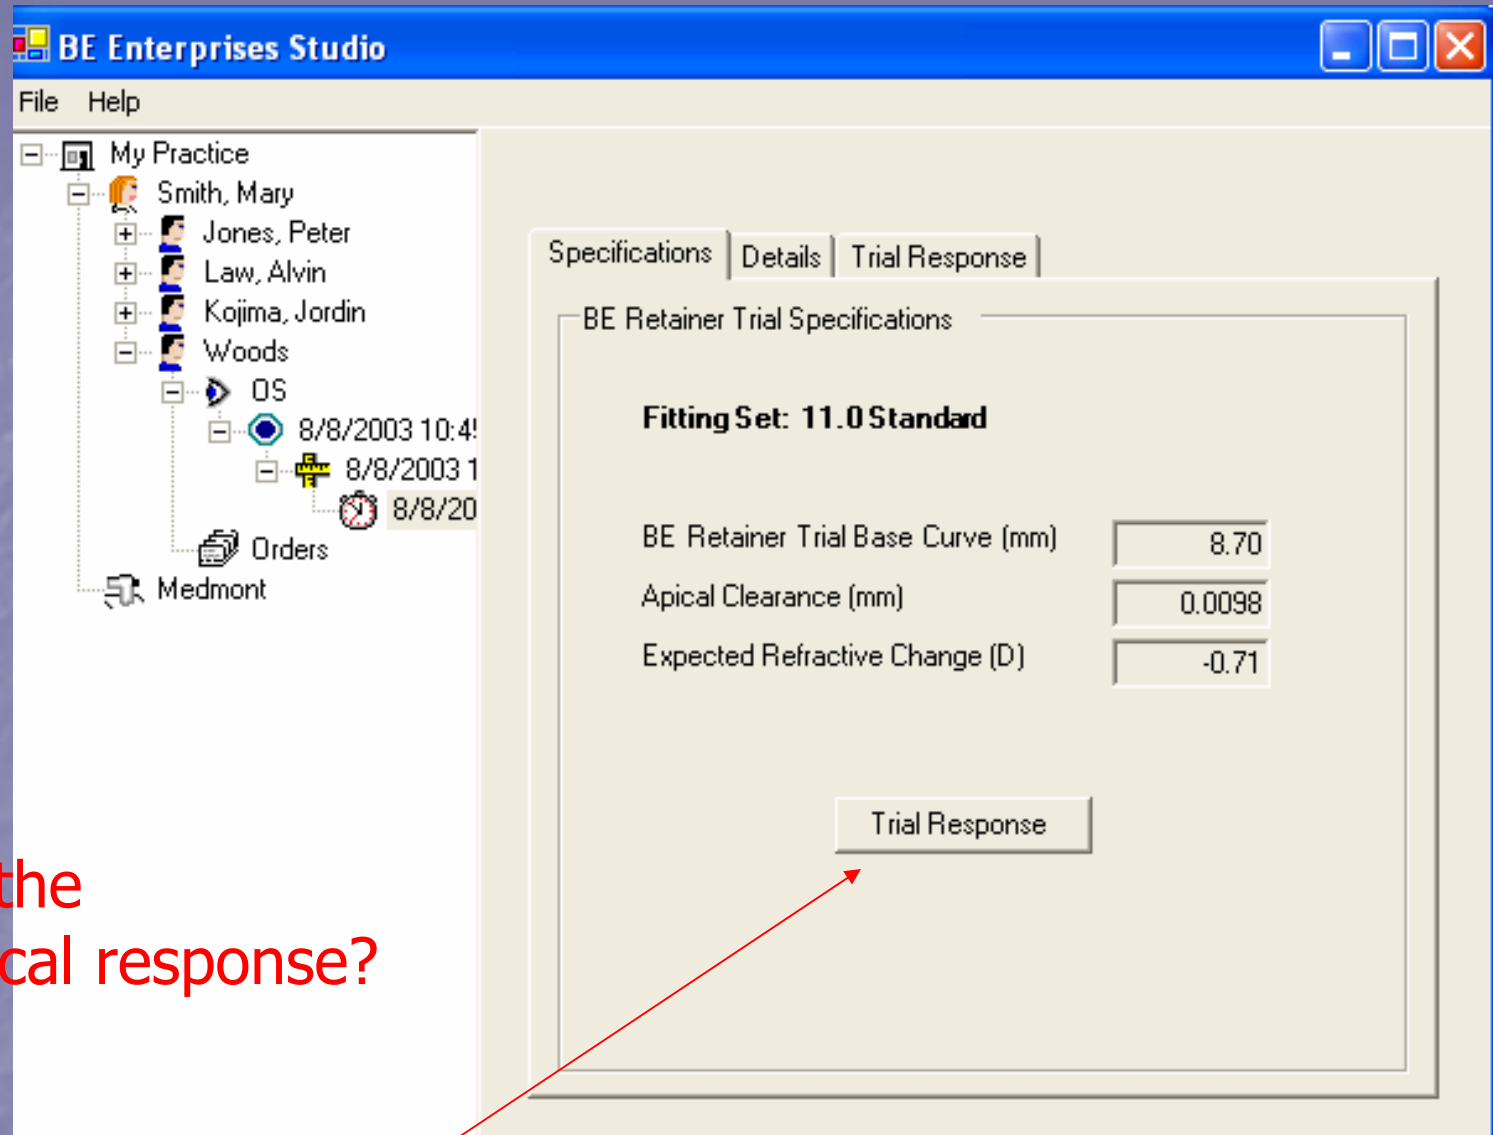 BE Enterprises Studio
File Help
My Practice
Smith, Mary
Jones, Peter
Law, Alvin
Kojima, Jordin
Woods
OS
8/8/2003 10:4
8/8/2003 1
8/8/20
Orders
Medmont
Specifications Details Trial Response
BE Retainer Trial Specifications
Fitting Set: 11.0 Standard
BE Retainer Trial Base Curve (mm) 8.70
Apical Clearance (mm) 0.0098
Expected Refractive Change (D) -0.71
Trial Response
the
cal response?